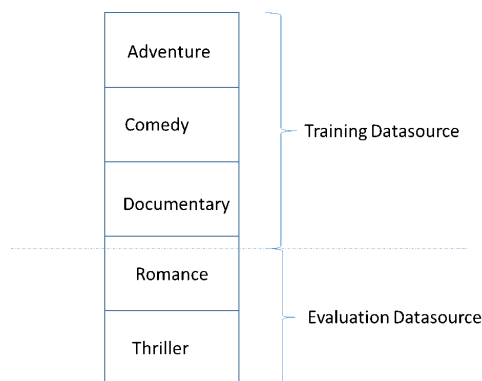 Adventure
Comedy
Training Datasource
Documentary
Romance
Evaluation Datasource
Thriller